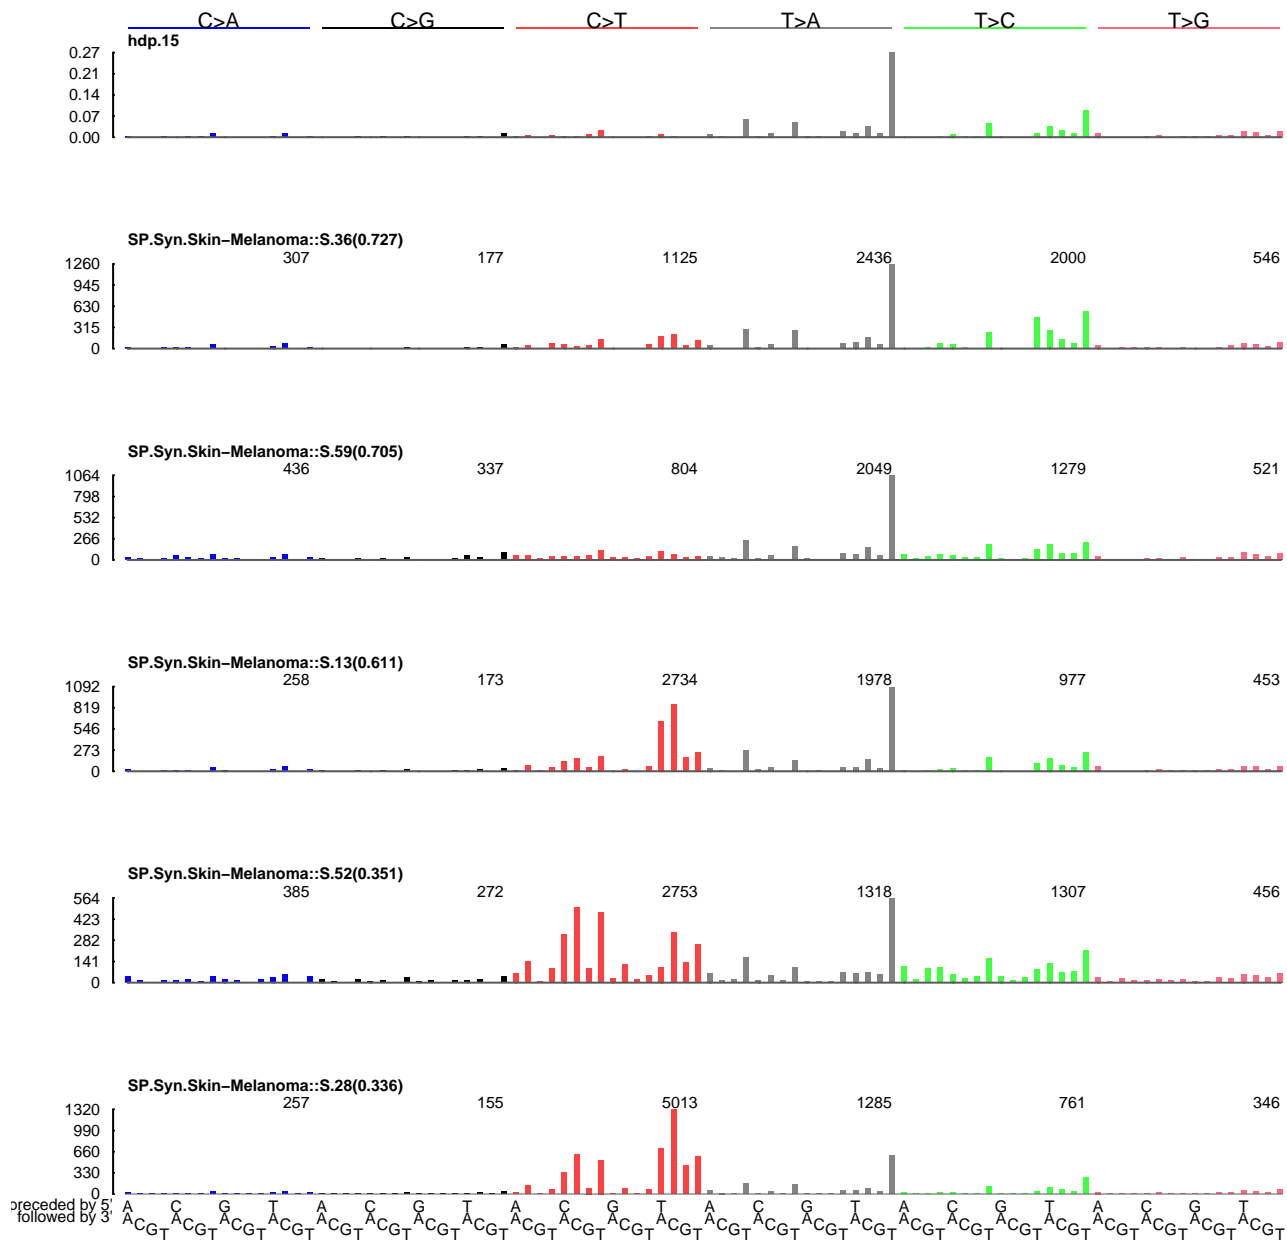 C>A C>G C>T T>A T>C T>G
hdp.15
0.27
0.21
0.14
0.07
0.00
SP.Syn.Skin−Melanoma::S.36(0.727)
307 177 1125 2436 2000 546
1260
945
630
315
0
SP.Syn.Skin−Melanoma::S.59(0.705)
436 337 804 2049 1279 521
1064
798
532
266
0
SP.Syn.Skin−Melanoma::S.13(0.611)
258 173 2734 1978 977 453
1092
819
546
273
0
SP.Syn.Skin−Melanoma::S.52(0.351)
385 272 2753 1318 1307 456
564
423
282
141
0
SP.Syn.Skin−Melanoma::S.28(0.336)
257 155 5013 1285 761 346
1320
990
660
330
0
preceded by 5' A C G T A C G T A C G T A C G T A C G T A C G T
followed by 3' A C G T A C G T A C G T A C G T A C G T A C G T A C G T A C G T A C G T A C G T A C G T A C G T A C G T A C G T A C G T A C G T A C G T A C G T A C G T A C G T A C G T A C G T A C G T A C G T